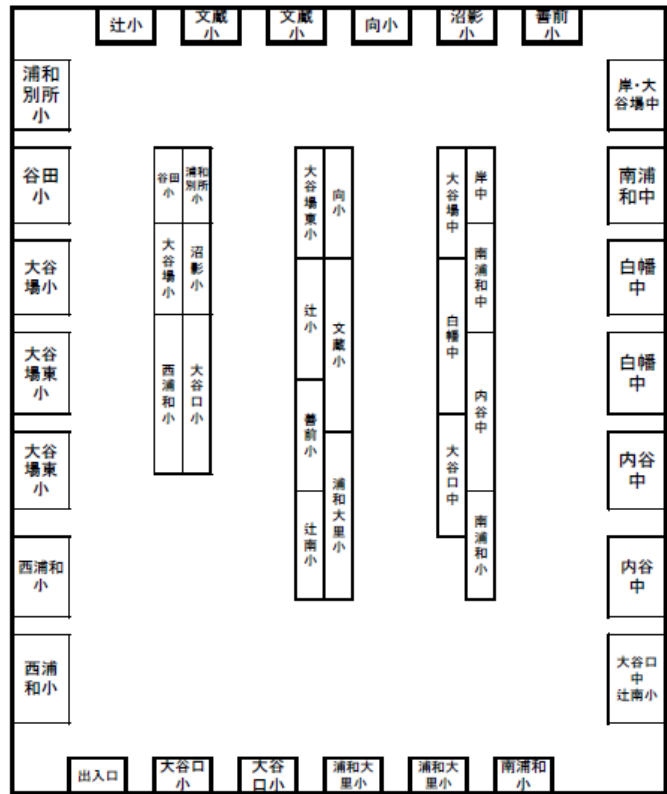 辻小
文蔵
小
文蔵
小
向小
沼影
小
善前
小
浦和
別所
小
谷田
小
大谷
場小
大谷
場東
小
大谷
場東
小
西浦和
小
西浦
和小
谷田
小
浦和
別所
小
大谷場小
沼影小
西浦和小
大谷口小
大谷場東小
向小
辻小
文蔵小
善前小
浦和大里小
辻南小
大谷場中
岸中
南浦和中
白幡中
内谷中
大谷口中
南浦和小
岸・大
谷場中
南浦
和中
白幡
中
白幡
中
内谷
中
内谷
中
大谷口
中
辻南小
出入口
大谷口
小
大谷
口小
浦和大
里小
浦和大
里小
南浦和
小